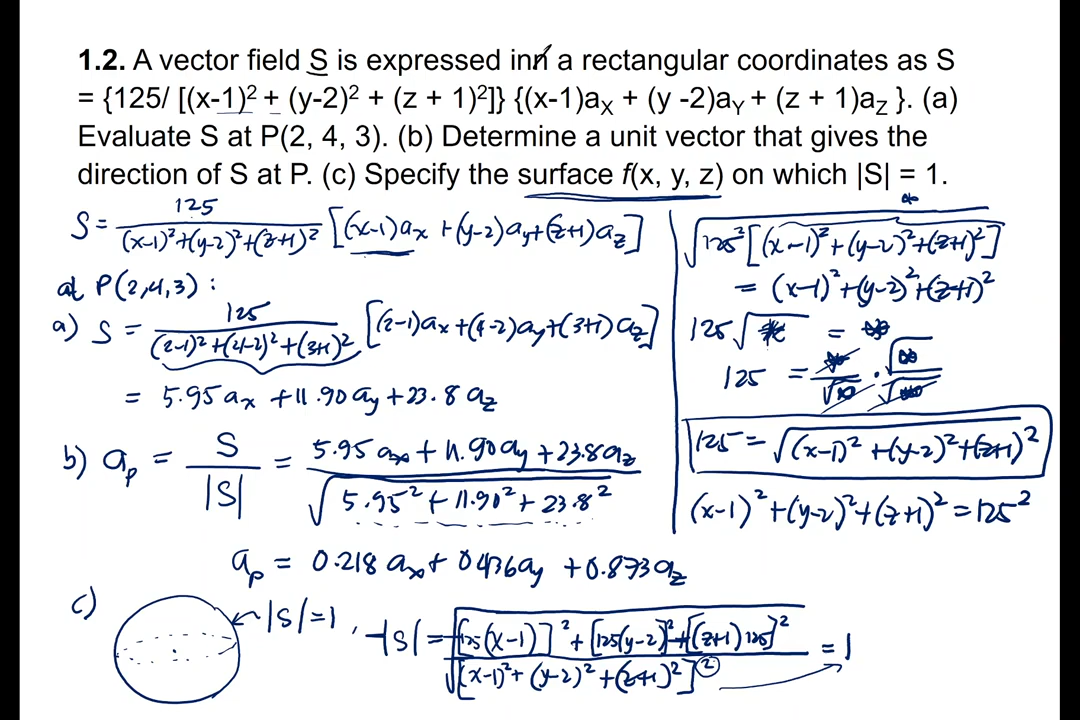 1.2. A vector field S is expressed inn a rectangular coordinates as S
= {125/ [(x-1)² + (y-2)² + (z + 1)²]} {(x-1)aX + (y -2)aY + (z + 1)aZ }. (a)
Evaluate S at P(2, 4, 3). (b) Determine a unit vector that gives the
direction of S at P. (c) Specify the surface f(x, y, z) on which |S| = 1.
S = 125 / (x-1)²+(y-2)²+(z+1)² [(x-1)ax + (y-2)ay + (z+1)az]
at P(2,4,3) :
a) S = 125 / (2-1)²+(4-2)²+(3+1)² [(2-1)ax+(4-2)ay+(3+1)az]
= 5.95 ax + 11.90 ay + 23.8 az
b) ap = S / |S| = 5.95 ax + 11.90 ay + 23.8 az / √5.95² + 11.90² + 23.8²
ap = 0.218 ax + 0.436 ay + 0.873 az
c) |S|=1, |S| = √[125(x-1)]² + [125(y-2)]² + [(z+1) 125]² / √[(x-1)²+ (y-2)² +(z+1)²]² = 1
√125²[(x-1)²+(y-2)²+(z+1)²]
= (x-1)²+(y-2)²+(z+1)²
125 √ =
125 = . √
125 = √(x-1)² +(y-2)²+(z+1)²
(x-1)²+(y-2)²+(z+1)² = 125²